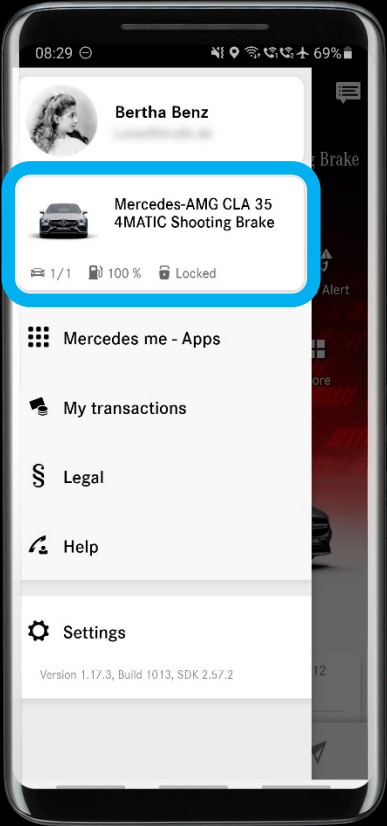 08:29 69%
Bertha Benz
Brake
Mercedes-AMG CLA 35
4MATIC Shooting Brake
1/1 100 % Locked
Alert
Mercedes me - Apps
My transactions
Legal
Help
Settings
Version 1.17.3, Build 1013, SDK 2.57.2
12